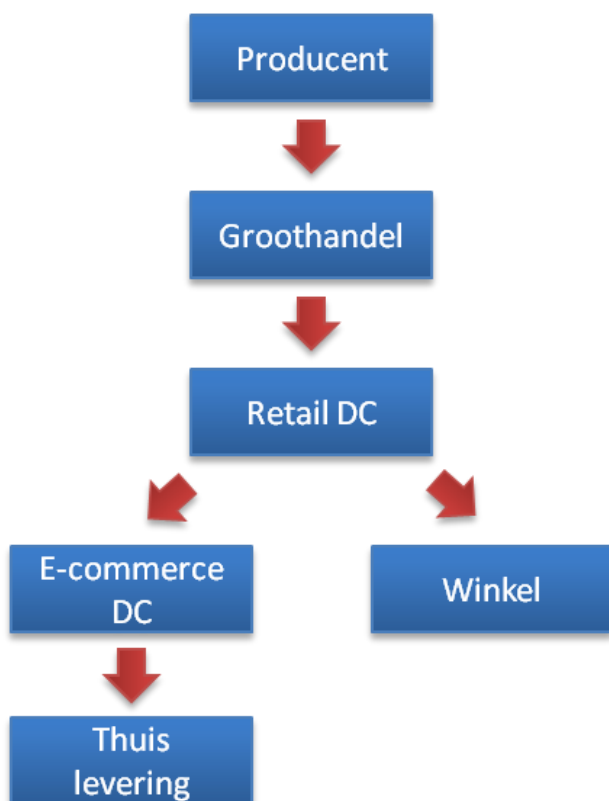 Producent
Groothandel
Retail DC
E-commerce
DC
Winkel
Thuis
levering